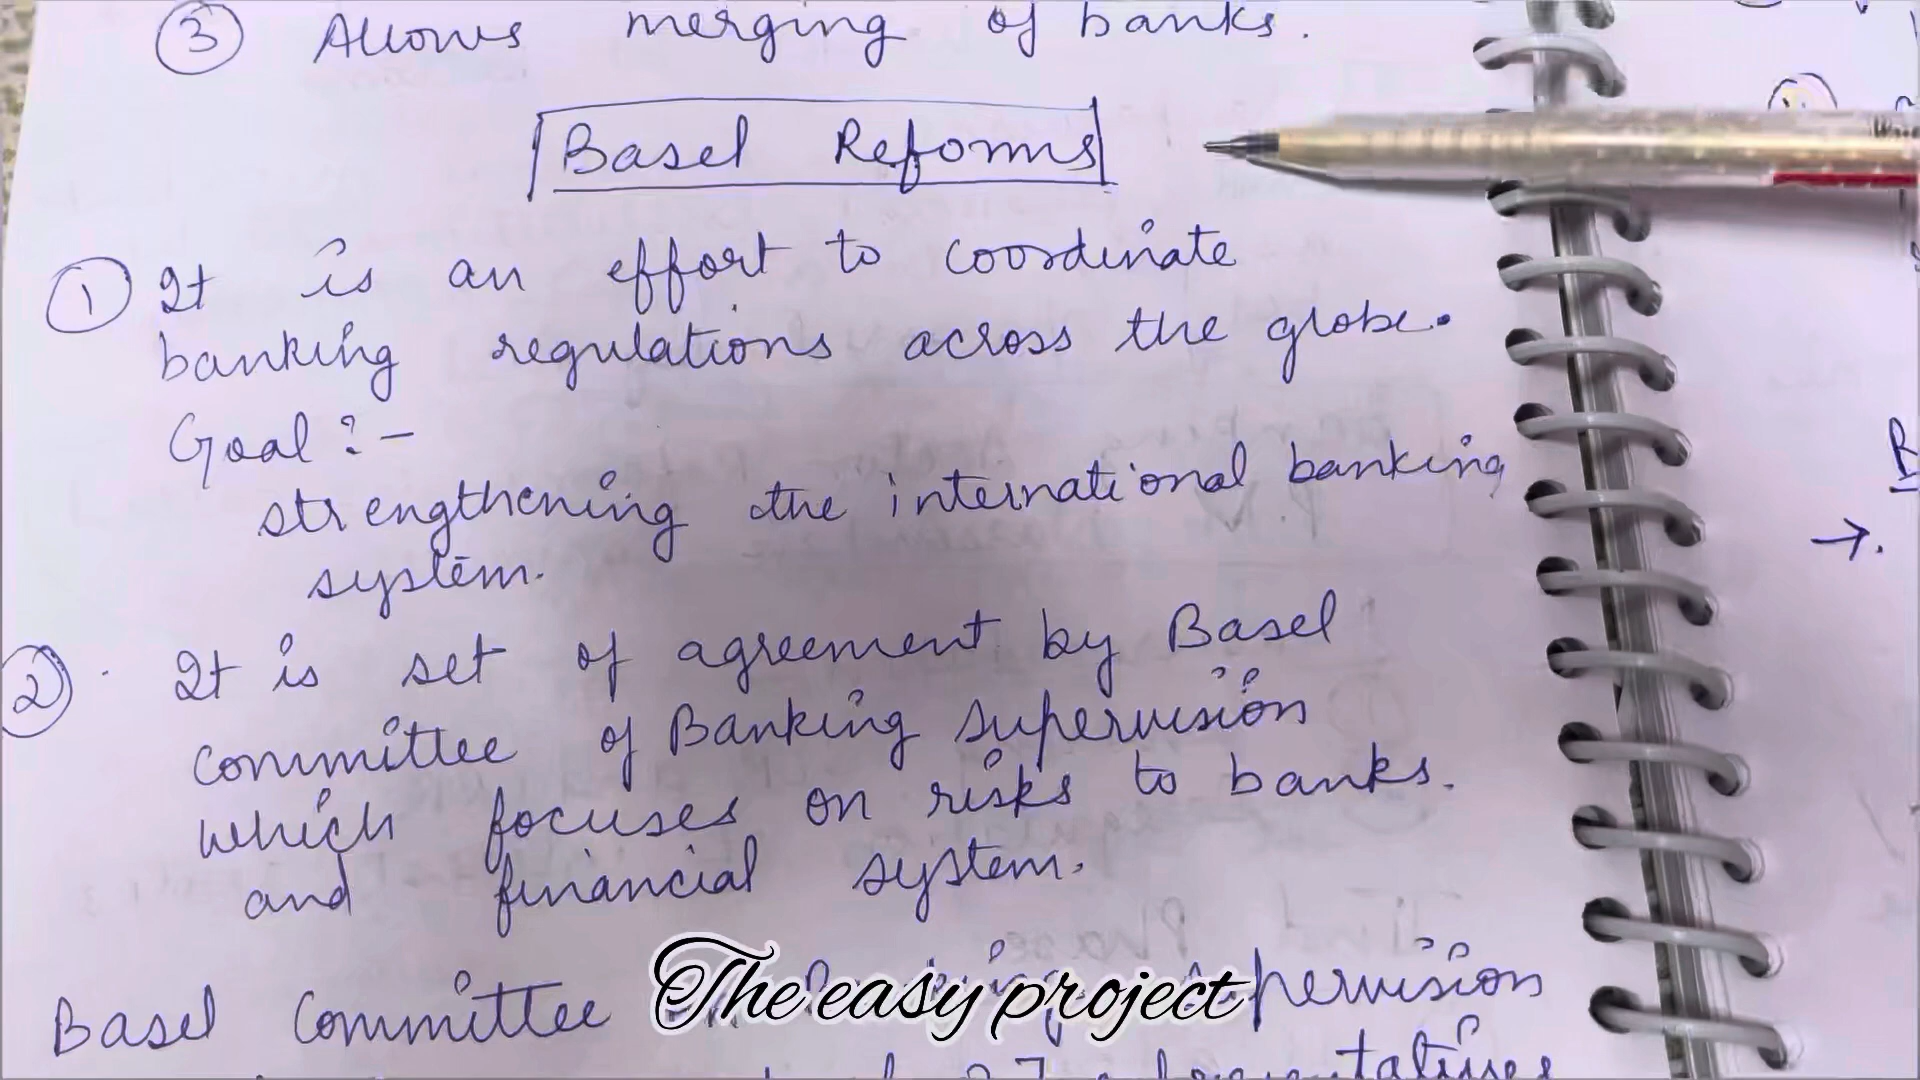 ③ Allows merging of banks.
Basel Reforms
① It is an effort to coordinate
banking regulations across the globe.
Goal :-
strengthening the international banking
system.
② It is set of agreement by Basel
committee of Banking supervision
which focuses on risks to banks.
and financial system.
Basel Committee supervision
The easy project